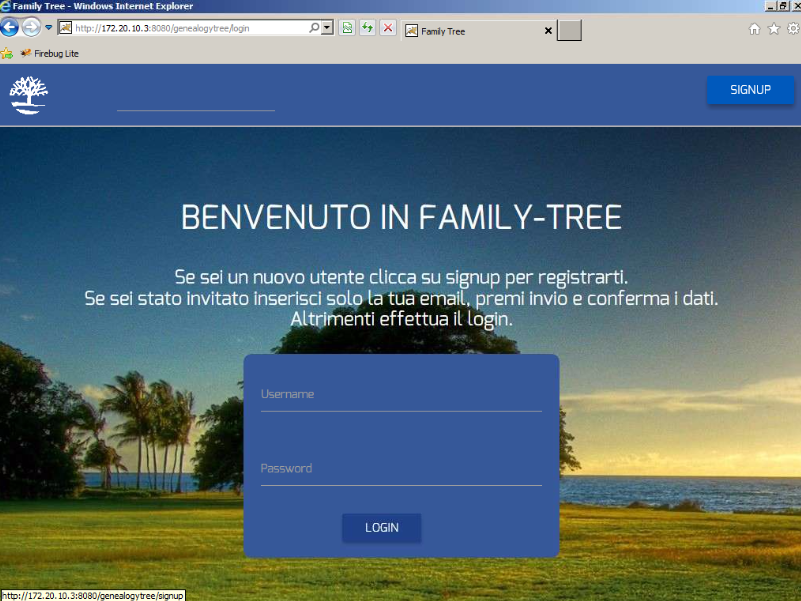 Family Tree - Windows Internet Explorer
http://172.20.10.3:8080/genealogytree/login
Family Tree
Firebug Lite
SIGNUP
BENVENUTO IN FAMILY-TREE
Se sei un nuovo utente clicca su signup per registrarti.
Se sei stato invitato inserisci solo la tua email, premi invio e conferma i dati.
Altrimenti effettua il login.
Username
Password
LOGIN
http://172.20.10.3:8080/genealogytree/signup